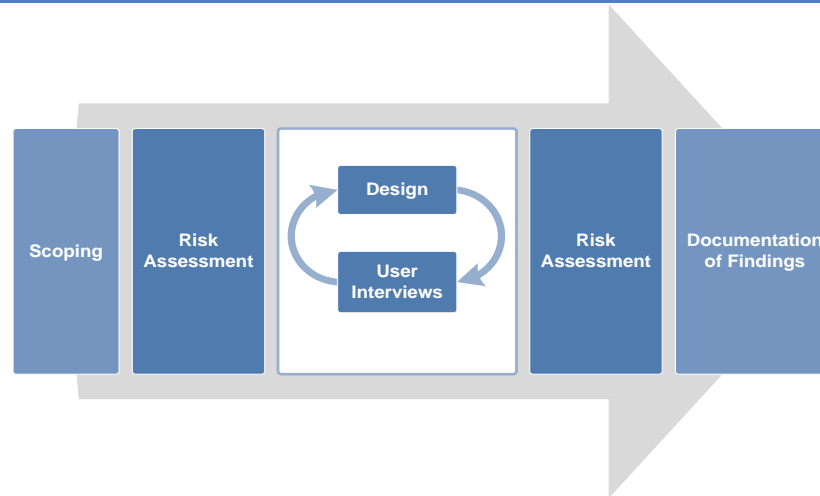 Scoping
Risk
Assessment
Design
User
Interviews
Risk
Assessment
Documentation
of Findings